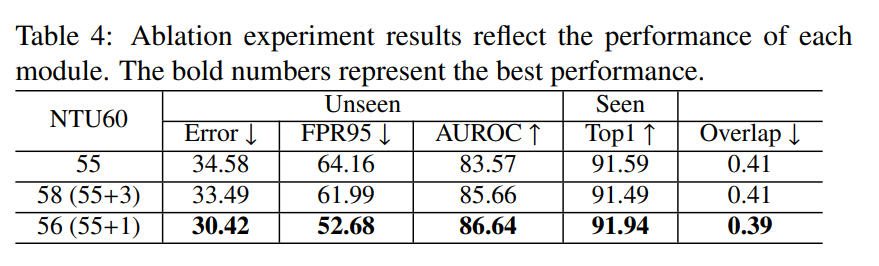 Table 4: Ablation experiment results reflect the performance of each
module. The bold numbers represent the best performance.
NTU60 Unseen Seen
Error ↓ FPR95 ↓ AUROC ↑ Top1 ↑ Overlap ↓
55 34.58 64.16 83.57 91.59 0.41
58 (55+3) 33.49 61.99 85.66 91.49 0.41
56 (55+1) 30.42 52.68 86.64 91.94 0.39